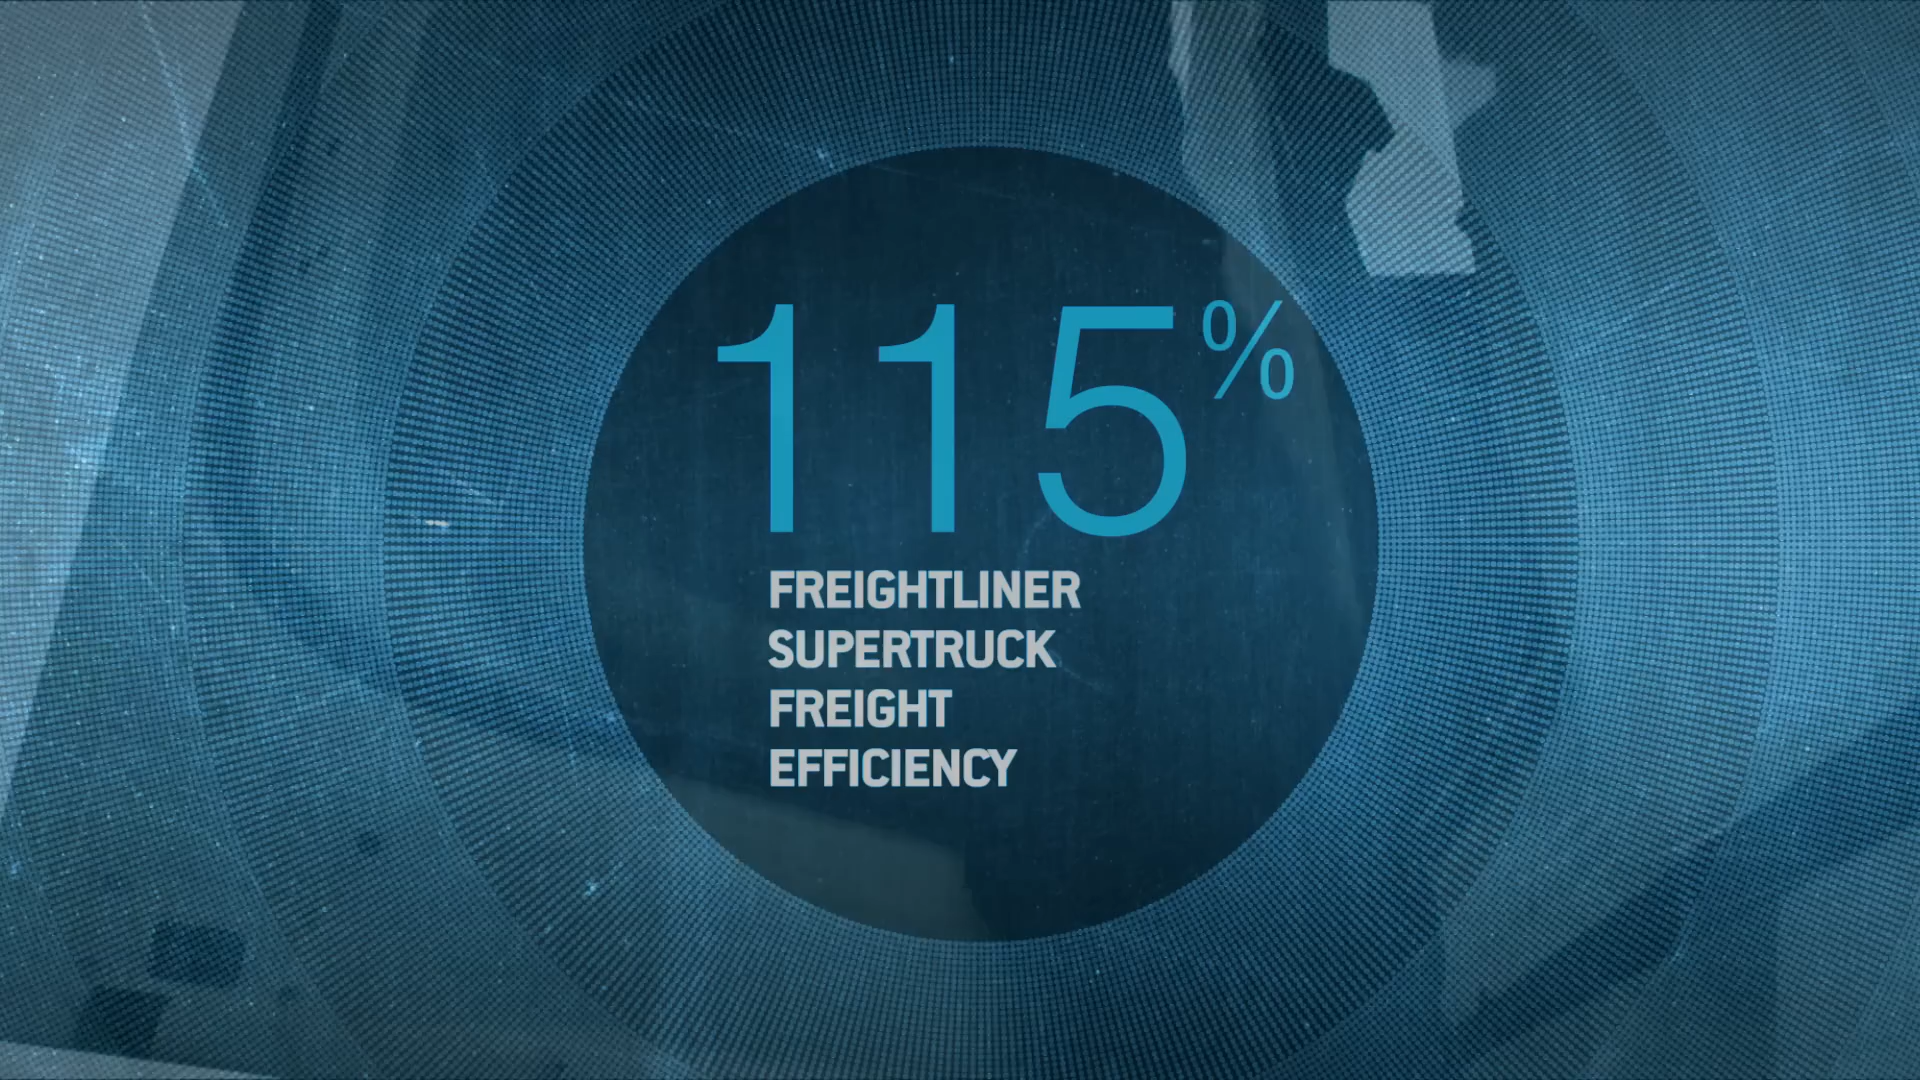 115%
FREIGHTLINER
SUPERTRUCK
FREIGHT
EFFICIENCY